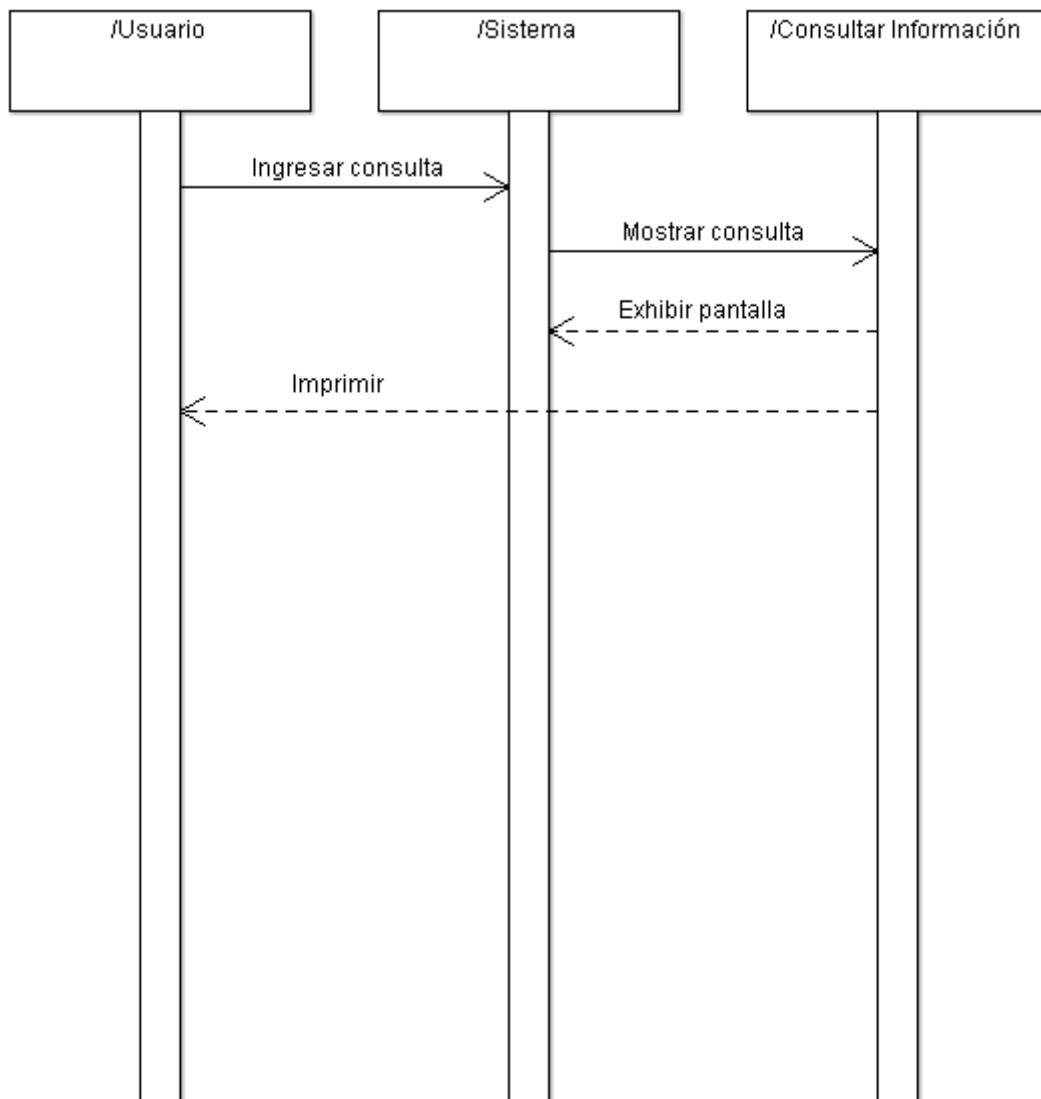 /Usuario
/Sistema
/Consultar Información
Ingresar consulta
Mostrar consulta
Exhibir pantalla
Imprimir